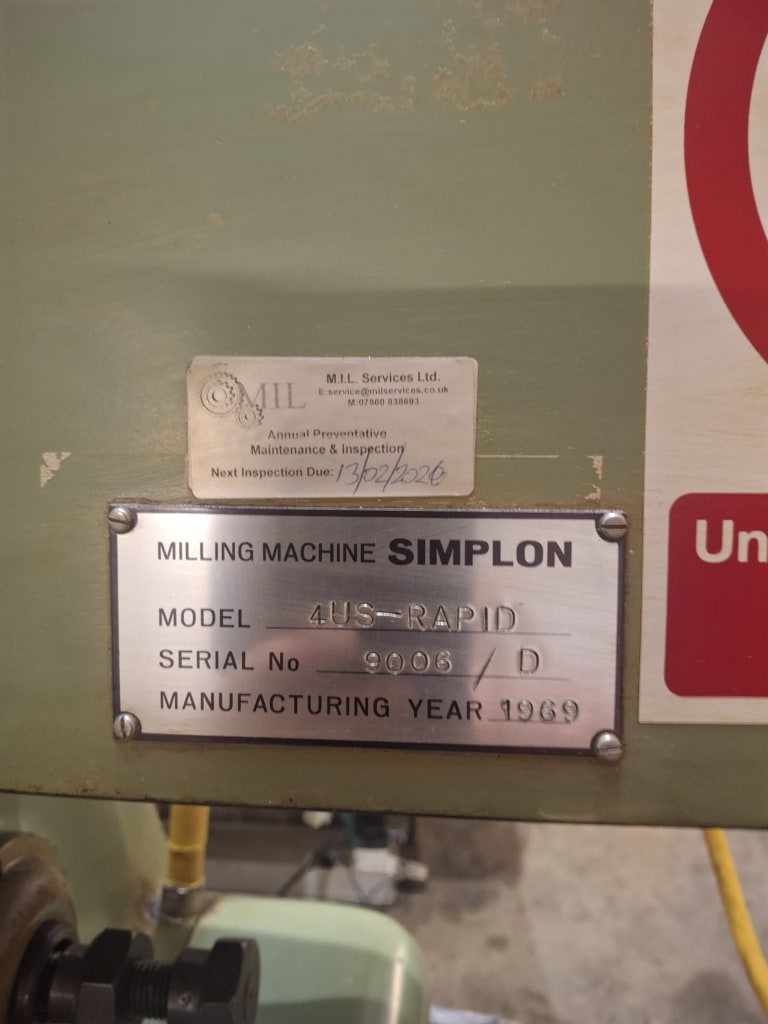 MIL
M.I.L. Services Ltd.
E:service@milservices.co.uk
M:07860 838693
Annual Preventative
Maintenance & Inspection
Next Inspection Due: 13/02/2026
MILLING MACHINE SIMPLON
MODEL 4US-RAPID
SERIAL No 9006 / D
MANUFACTURING YEAR 1969
Un